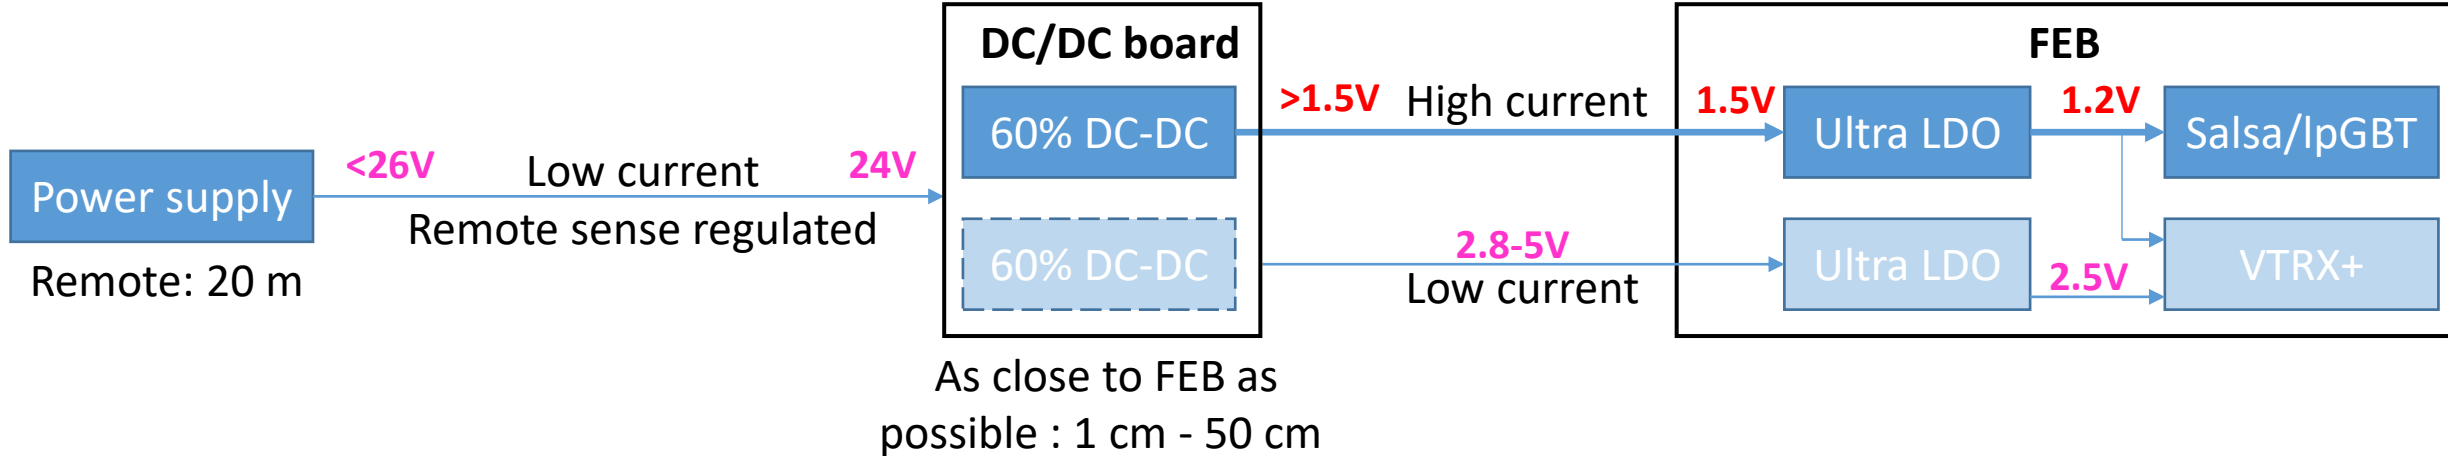 DC/DC board
FEB
60% DC-DC
>1.5V
High current
1.5V
Ultra LDO
1.2V
Salsa/lpGBT
Power supply
<26V
Low current
24V
Remote sense regulated
Remote: 20 m
60% DC-DC
2.8-5V
Low current
Ultra LDO
2.5V
VTRX+
As close to FEB as
possible : 1 cm - 50 cm